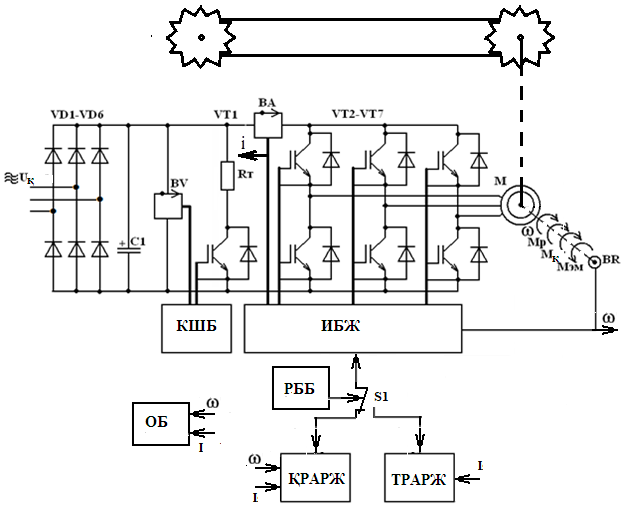 BA
VD1-VD6
VT1
VT2-VT7
i
Rт
M
≋Uк
BV
+
C1
ω
Mр
Mк
Mэм
BR
КШБ
ИБЖ
ω
РББ
S1
ОБ
ω
I
ω
I
ҚРАРЖ
ТРАРЖ
I